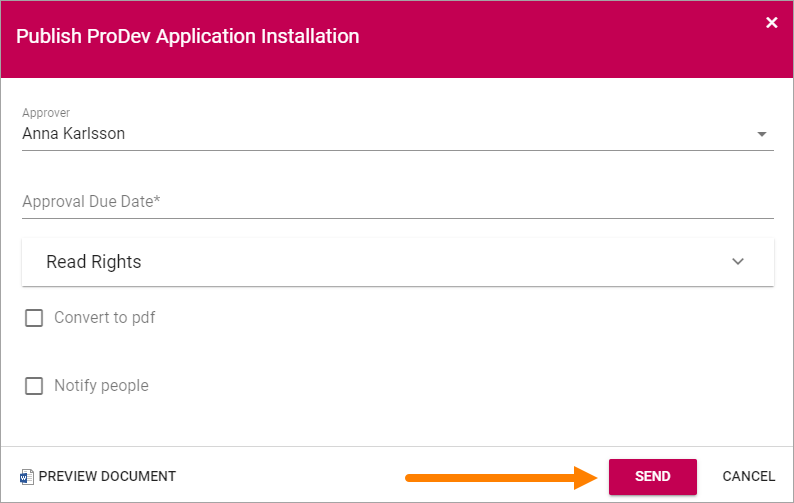 Publish ProDev Application Installation
Approver
Anna Karlsson
Approval Due Date*
Read Rights
Convert to pdf
Notify people
PREVIEW DOCUMENT SEND CANCEL